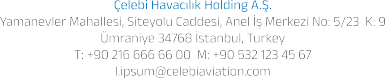 Çelebi Havacılık Holding A.Ş.
Yamanevler Mahallesi, Siteyolu Caddesi, Anel İş Merkezi No: 5/23 K: 9
Ümraniye 34768 İstanbul, Turkey
T: +90 216 666 66 00 M: +90 532 123 45 67
l.ipsum@celebiaviation.com